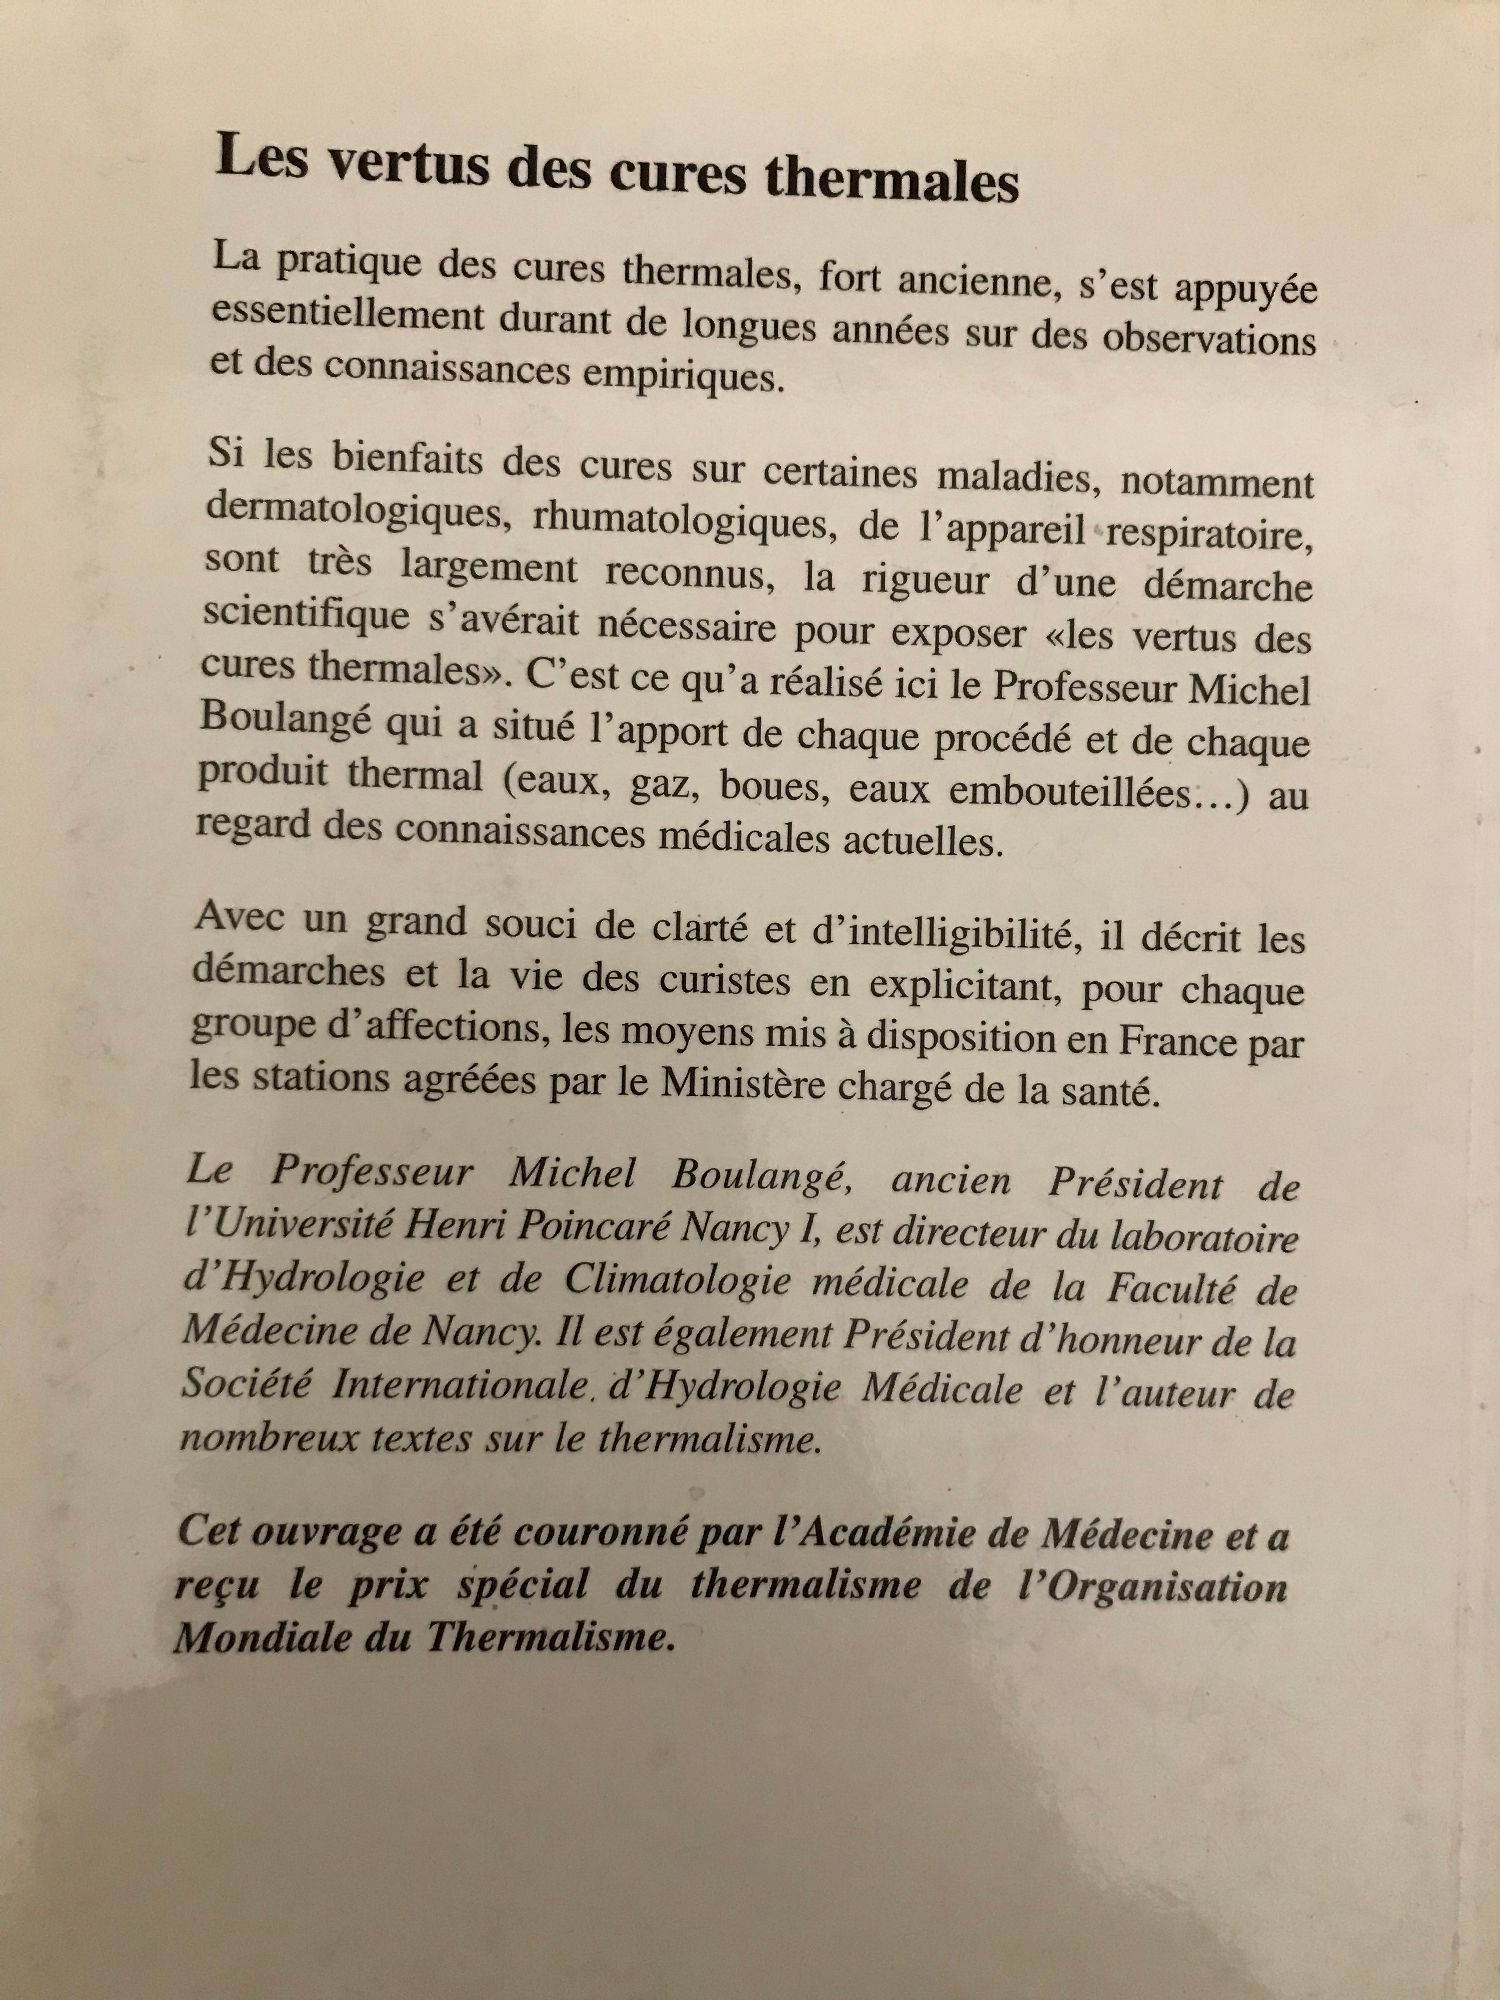 Les vertus des cures thermales
La pratique des cures thermales, fort ancienne, s’est appuyée
essentiellement durant de longues années sur des observations
et des connaissances empiriques.
Si les bienfaits des cures sur certaines maladies, notamment
dermatologiques, rhumatologiques, de l’appareil respiratoire,
sont très largement reconnus, la rigueur d’une démarche
scientifique s’avérait nécessaire pour exposer «les vertus des
cures thermales». C’est ce qu’a réalisé ici le Professeur Michel
Boulangé qui a situé l’apport de chaque procédé et de chaque
produit thermal (eaux, gaz, boues, eaux embouteillées…) au
regard des connaissances médicales actuelles.
Avec un grand souci de clarté et d’intelligibilité, il décrit les
démarches et la vie des curistes en explicitant, pour chaque
groupe d’affections, les moyens mis à disposition en France par
les stations agréées par le Ministère chargé de la santé.
Le Professeur Michel Boulangé, ancien Président de
l’Université Henri Poincaré Nancy I, est directeur du laboratoire
d’Hydrologie et de Climatologie médicale de la Faculté de
Médecine de Nancy. Il est également Président d’honneur de la
Société Internationale d’Hydrologie Médicale et l’auteur de
nombreux textes sur le thermalisme.
Cet ouvrage a été couronné par l’Académie de Médecine et a
reçu le prix spécial du thermalisme de l’Organisation
Mondiale du Thermalisme.